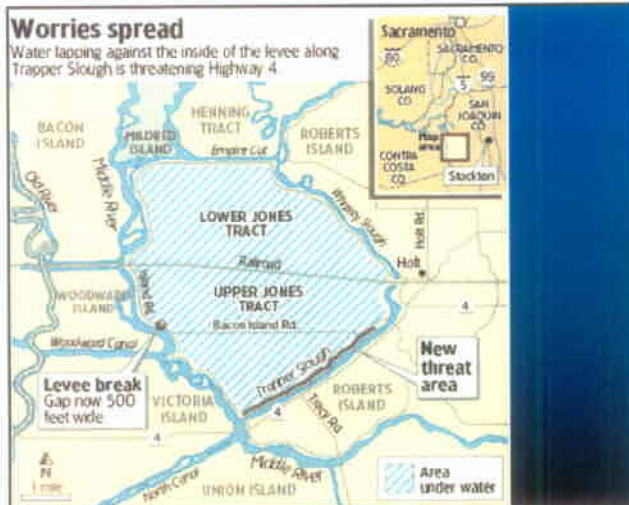 Worries spread
Water lapping against the inside of the levee along
Trapper Slough is threatening Highway 4.
Sacramento
80
SACRAMENTO
CO.
5
99
SOLANO
CO.
SAN
JOAQUIN
CO.
Map
area
CONTRA
COSTA
CO.
Stockton
BACON
ISLAND
MILDRED
ISLAND
HENNING
TRACT
ROBERTS
ISLAND
Empire Cut
Old River
Middle River
Whiskey Slough
LOWER JONES
TRACT
Holt Rd.
Railroad
Holt
UPPER JONES
TRACT
Island Rd.
WOODWARD
ISLAND
Bacon Island Rd.
4
Woodward Canal
New
threat
area
Levee break
Gap now 500
feet wide
Trapper Slough
ROBERTS
ISLAND
VICTORIA
ISLAND
Tracy Rd.
4
4
Middle River
N
1 mile
North Canal
UNION ISLAND
Area
under water